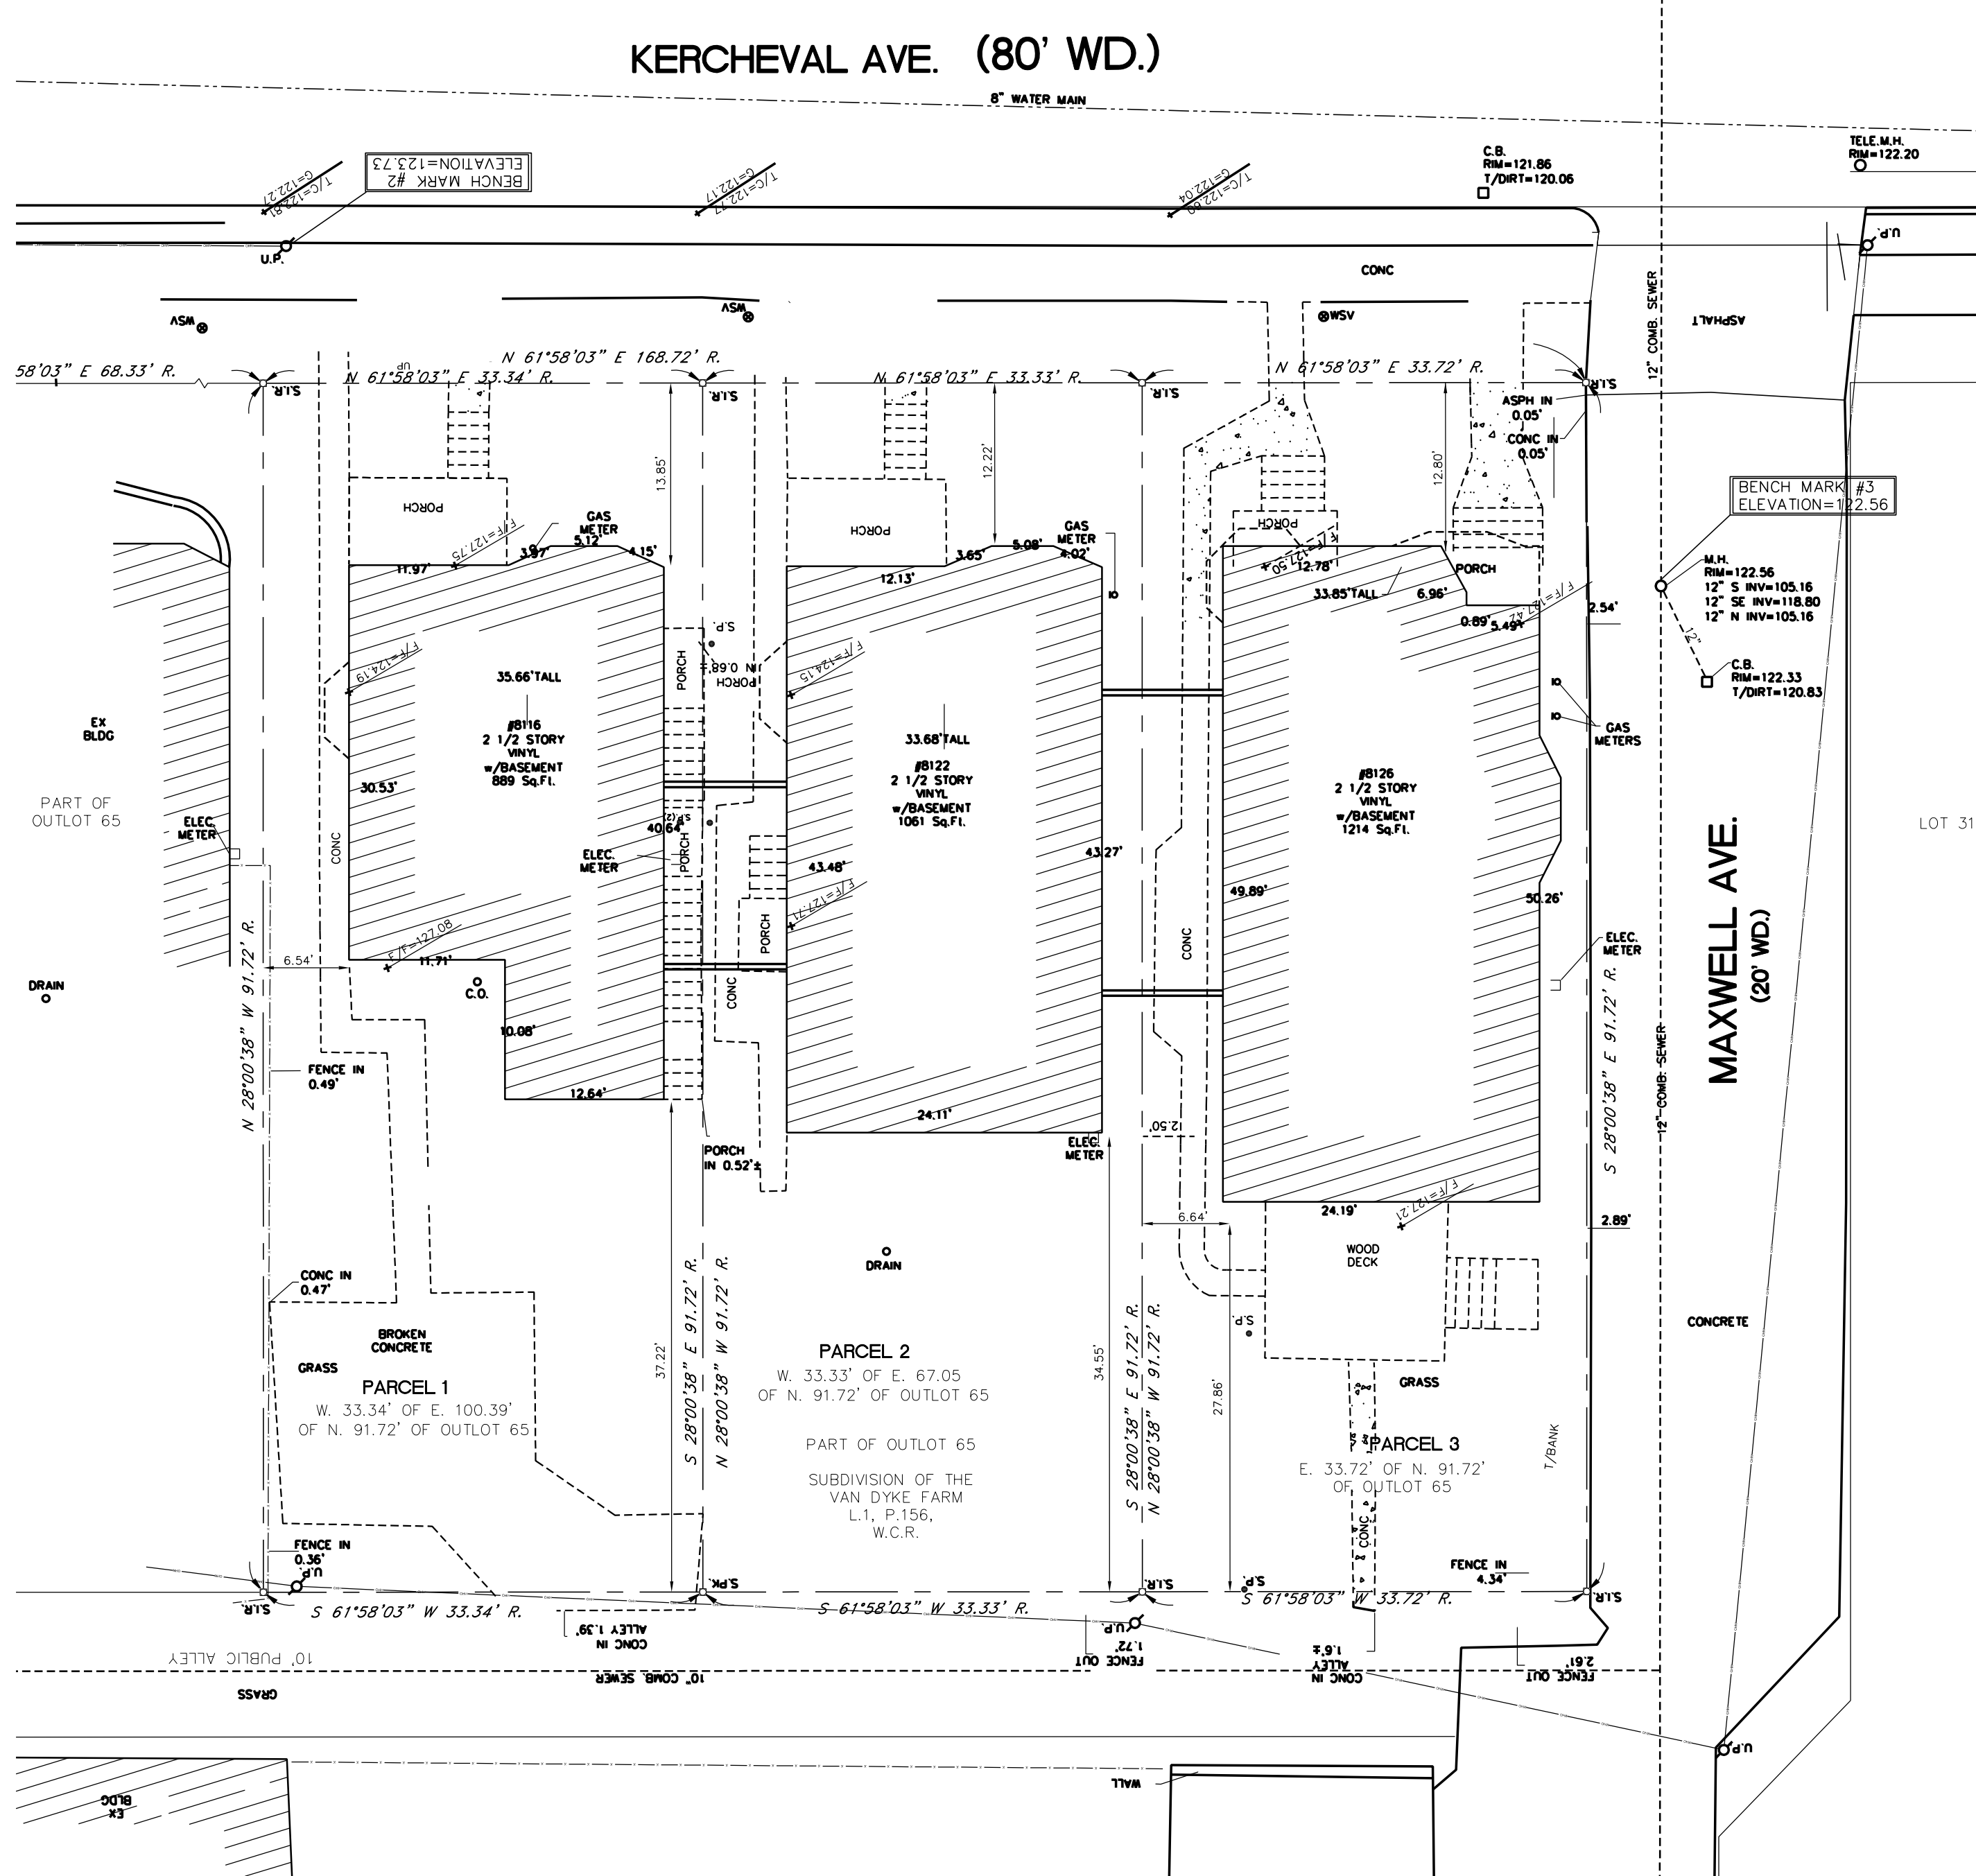 KERCHEVAL AVE. (80' WD.)
8" WATER MAIN
BENCH MARK #2
ELEVATION=123.73
T/C=122.81
G=122.27
T/C=122.77
G=122.17
T/C=122.60
G=122.04
C.B.
RIM=121.86
T/DIRT=120.06
TELE.M.H.
RIM=122.20
U.P.
U.P.
CONC
12" COMB. SEWER
ASPHALT
WSV
WSV
WSV
58'03" E 68.33' R.
N 61°58'03" E 168.72' R.
UP
N 61°58'03" E 33.34' R.
N 61°58'03" E 33.33' R.
N 61°58'03" E 33.72' R.
S.I.R.
S.I.R.
S.I.R.
S.I.R.
ASPH IN
0.05'
CONC IN
0.05'
13.85'
12.22'
12.80'
BENCH MARK #3
ELEVATION=122.56
PORCH
PORCH
PORCH
PORCH
GAS
METER
GAS
METER
F/F=127.75
F/F=127.50
F/F=127.42
11.97'
3.97'
5.12'
4.15'
12.13'
3.65'
5.08'
4.02'
12.78'
33.85'TALL
6.96'
0.89'
5.49'
2.54'
M.H.
RIM=122.56
12" S INV=105.16
12" SE INV=118.80
12" N INV=105.16
12"
C.B.
RIM=122.33
T/DIRT=120.83
F/F=124.19
F/F=124.15
S.P.
IN 0.68'±
PORCH
PORCH
35.66'TALL
#8116
2 1/2 STORY
VINYL
w/BASEMENT
889 Sq.Ft.
33.68'TALL
#8122
2 1/2 STORY
VINYL
w/BASEMENT
1061 Sq.Ft.
#8126
2 1/2 STORY
VINYL
w/BASEMENT
1214 Sq.Ft.
GAS
METERS
EX
BLDG
PART OF
OUTLOT 65
LOT 31
ELEC.
METER
30.53'
CONC
40.64'
S.P.(2)
ELEC.
METER
PORCH
43.48'
43.27'
49.89'
50.26'
F/F=127.71
F/F=127.08
PORCH
CONC
CONC
ELEC.
METER
MAXWELL AVE.
(20' WD.)
6.54'
11.71'
C.O.
10.08'
12.64'
DRAIN
N 28°00'38" W 91.72' R.
S 28°00'38" E 91.72' R.
12" COMB. SEWER
FENCE IN
0.49'
24.11'
2.50'
PORCH
IN 0.52'±
ELEC.
METER
24.19'
F/F=127.21
6.64'
2.89'
DRAIN
WOOD
DECK
CONC IN
0.47'
S.P.
BROKEN
CONCRETE
GRASS
CONCRETE
37.22'
34.55'
27.86'
S 28°00'38" E 91.72' R.
N 28°00'38" W 91.72' R.
S 28°00'38" E 91.72' R.
N 28°00'38" W 91.72' R.
PARCEL 1
W. 33.34' OF E. 100.39'
OF N. 91.72' OF OUTLOT 65
PARCEL 2
W. 33.33' OF E. 67.05
OF N. 91.72' OF OUTLOT 65
PART OF OUTLOT 65
SUBDIVISION OF THE
VAN DYKE FARM
L.1, P.156,
W.C.R.
GRASS
PARCEL 3
E. 33.72' OF N. 91.72'
OF OUTLOT 65
T/BANK
CONC
FENCE IN
0.36'
U.P.
FENCE IN
4.34'
S.I.R.
S.PK.
S.I.R.
S.P.
S.I.R.
S 61°58'03" W 33.34' R.
S 61°58'03" W 33.33' R.
S 61°58'03" W 33.72' R.
CONC IN
ALLEY 1.39'
U.P.
FENCE OUT
1.72'
CONC IN
ALLEY
1.6'±
FENCE OUT
2.61'
10' PUBLIC ALLEY
10" COMB. SEWER
GRASS
WALL
U.P.
EX
BLDG